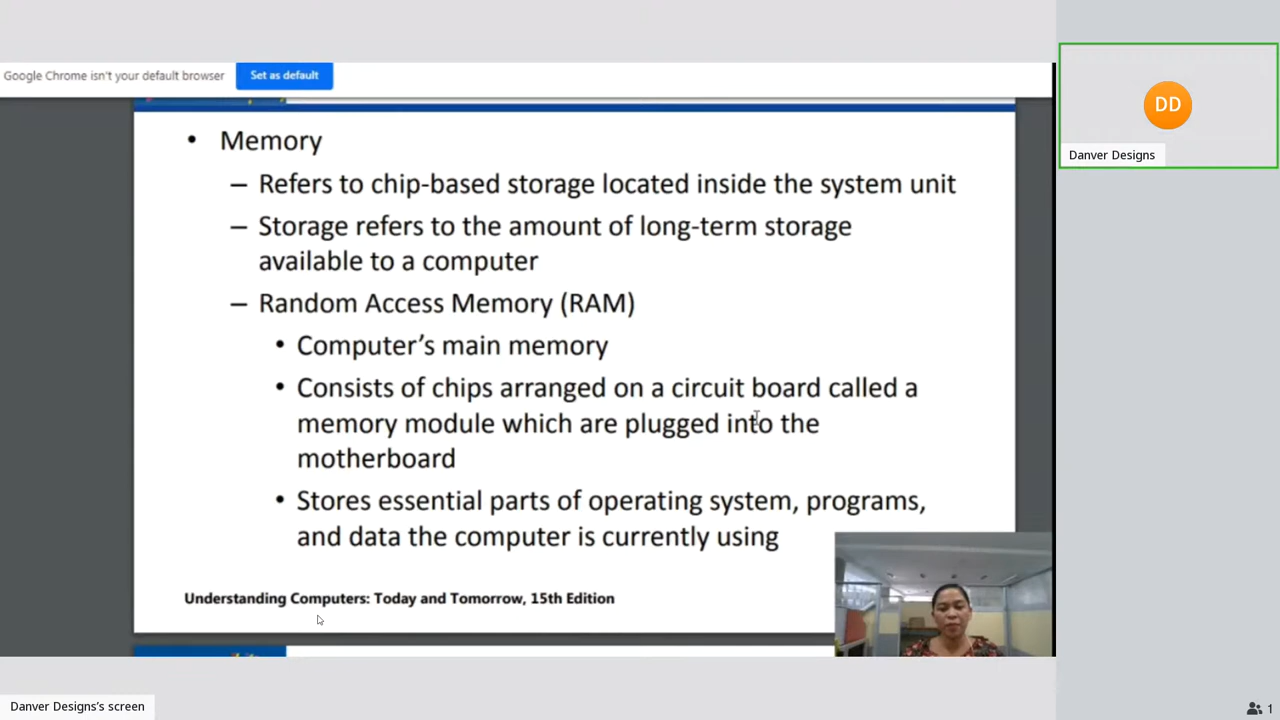 Google Chrome isn't your default browser Set as default
• Memory
– Refers to chip-based storage located inside the system unit
– Storage refers to the amount of long-term storage
available to a computer
– Random Access Memory (RAM)
• Computer’s main memory
• Consists of chips arranged on a circuit board called a
memory module which are plugged into the
motherboard
• Stores essential parts of operating system, programs,
and data the computer is currently using
Understanding Computers: Today and Tomorrow, 15th Edition
DD
Danver Designs
Danver Designs's screen
1